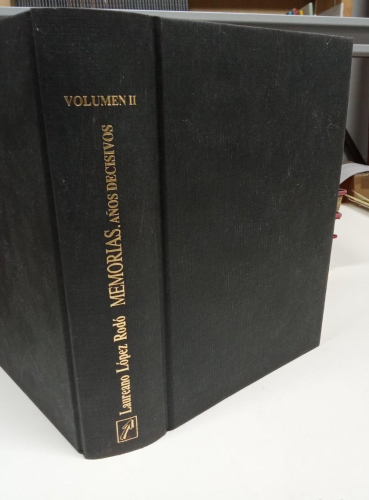 VOLUMEN II
Laureano López Rodó MEMORIAS. AÑOS DECISIVOS